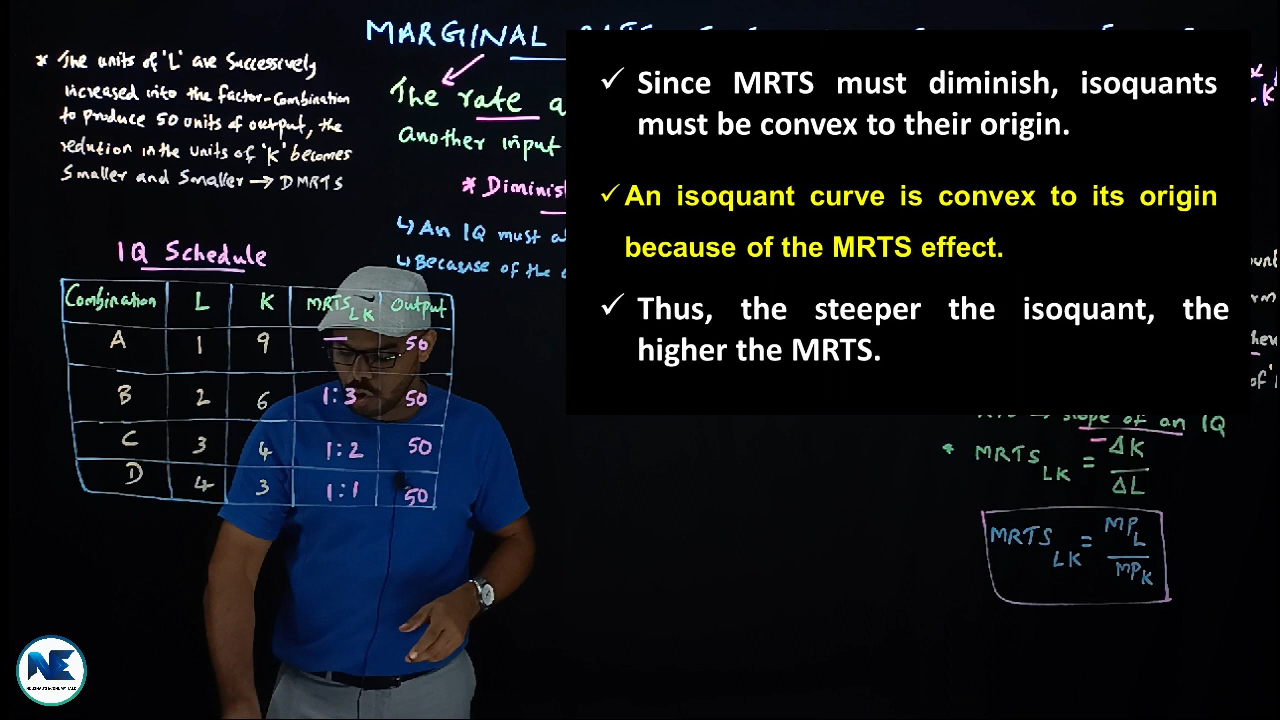 MARGINAL
* The units of 'L' are Successively
increased into the factor-Combination
to produce 50 units of output, the
redution in the units of 'K' becomes
Smaller and Smaller → DMRTS
The rate
another input
* Diminis
↳ An IQ must a
↳ Because of the
✓ Since MRTS must diminish, isoquants
must be convex to their origin.
✓ An isoquant curve is convex to its origin
because of the MRTS effect.
✓ Thus, the steeper the isoquant, the
higher the MRTS.
IQ Schedule
Combination L K MRTS LK Output
A 1 9 — 50
B 2 6 1:3 50
C 3 4 1:2 50
D 4 3 1:1 50
slope of an IQ
* MRTS LK = - ΔK
ΔL
MRTS LK = MP L
MP K
NE